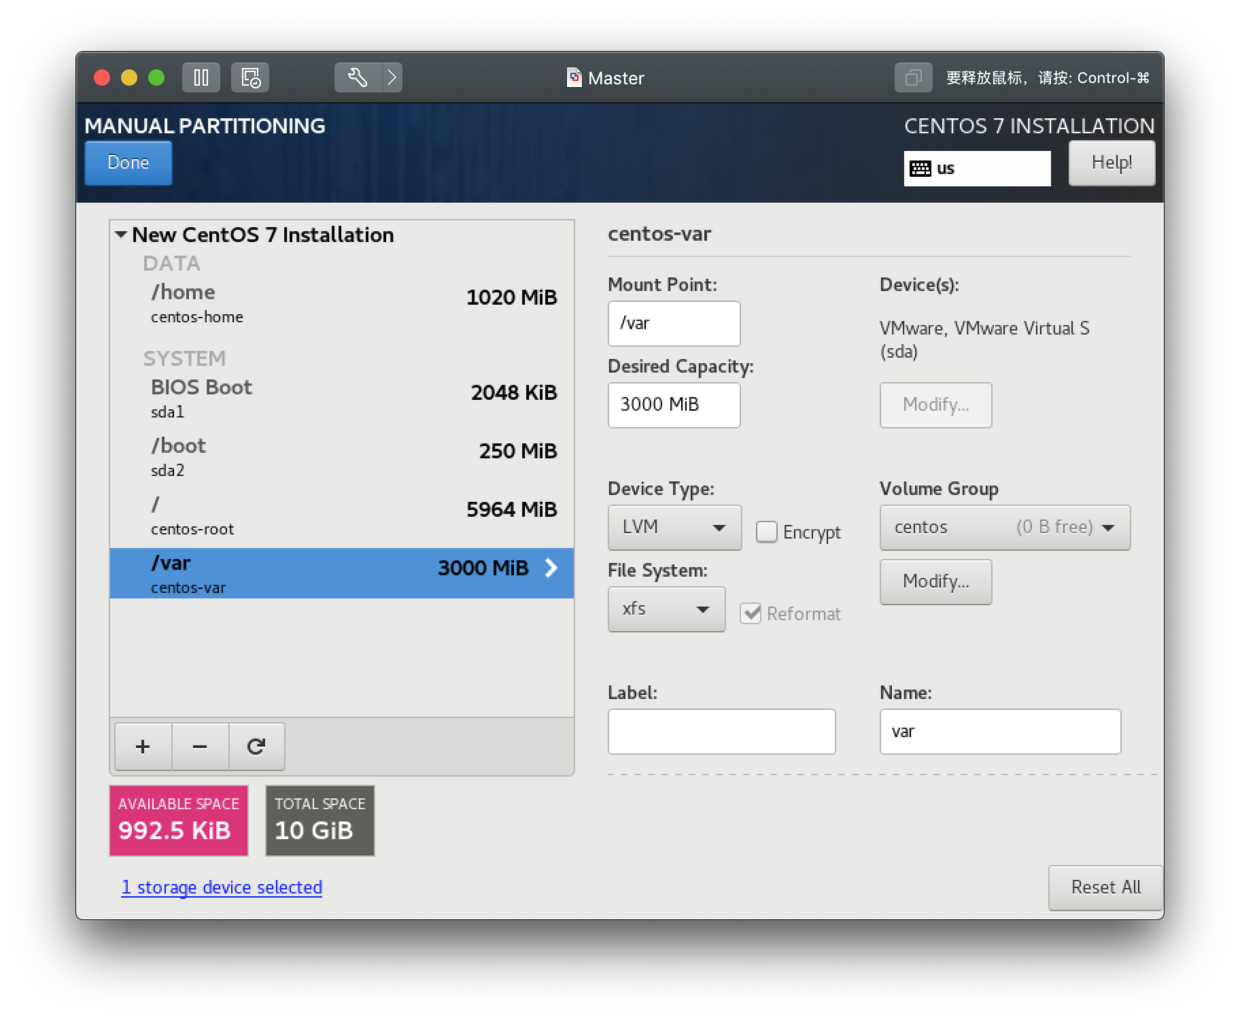 Master
要释放鼠标，请按: Control-⌘
MANUAL PARTITIONING
CENTOS 7 INSTALLATION
Done
us
Help!
New CentOS 7 Installation
DATA
/home
1020 MiB
centos-home
SYSTEM
BIOS Boot
2048 KiB
sda1
/boot
250 MiB
sda2
/
5964 MiB
centos-root
/var
3000 MiB
centos-var
centos-var
Mount Point:
/var
Desired Capacity:
3000 MiB
Device(s):
VMware, VMware Virtual S
(sda)
Modify...
Device Type:
LVM
Encrypt
Volume Group
centos (0 B free)
File System:
xfs
Reformat
Modify...
Label:
Name:
var
AVAILABLE SPACE
992.5 KiB
TOTAL SPACE
10 GiB
1 storage device selected
Reset All